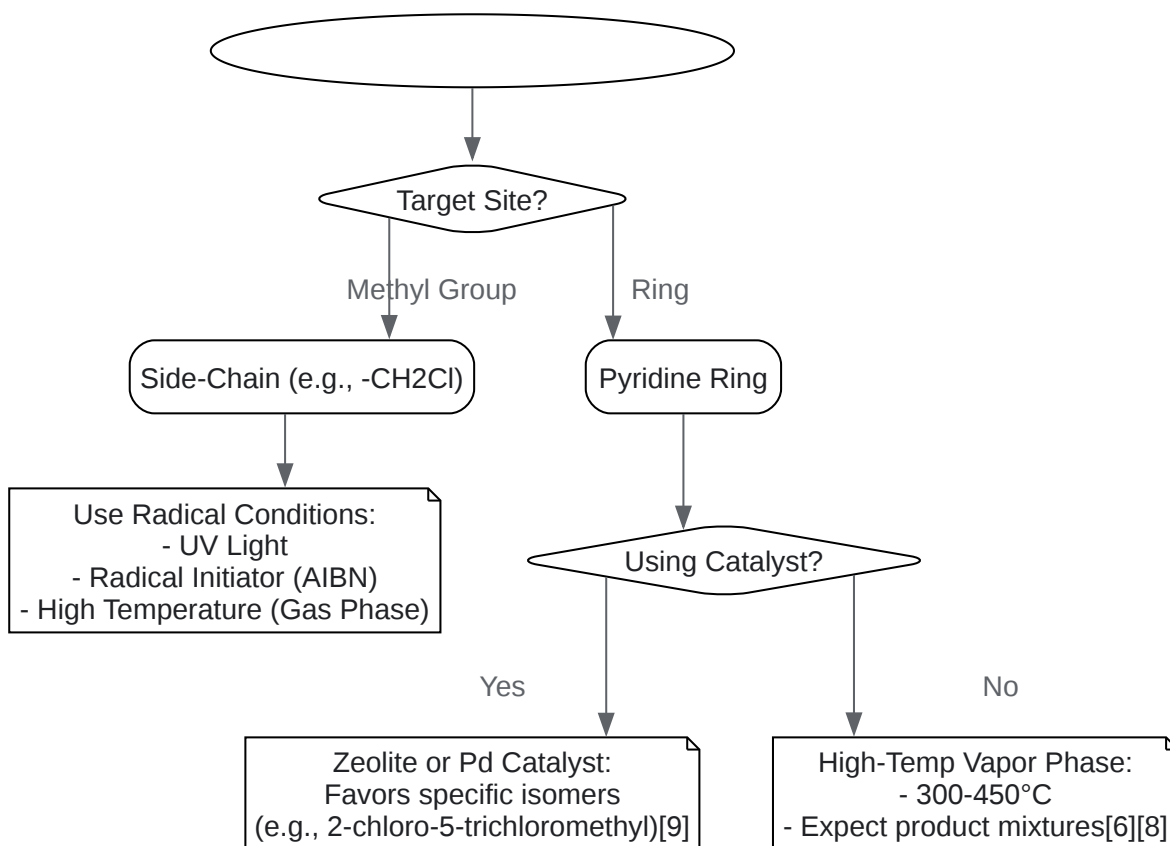 Target Site?
Methyl Group
Ring
Side-Chain (e.g., -CH2Cl)
Pyridine Ring
Use Radical Conditions:
- UV Light
- Radical Initiator (AIBN)
- High Temperature (Gas Phase)
Using Catalyst?
Yes
No
Zeolite or Pd Catalyst:
Favors specific isomers
(e.g., 2-chloro-5-trichloromethyl)[9]
High-Temp Vapor Phase:
- 300-450°C
- Expect product mixtures[6][8]